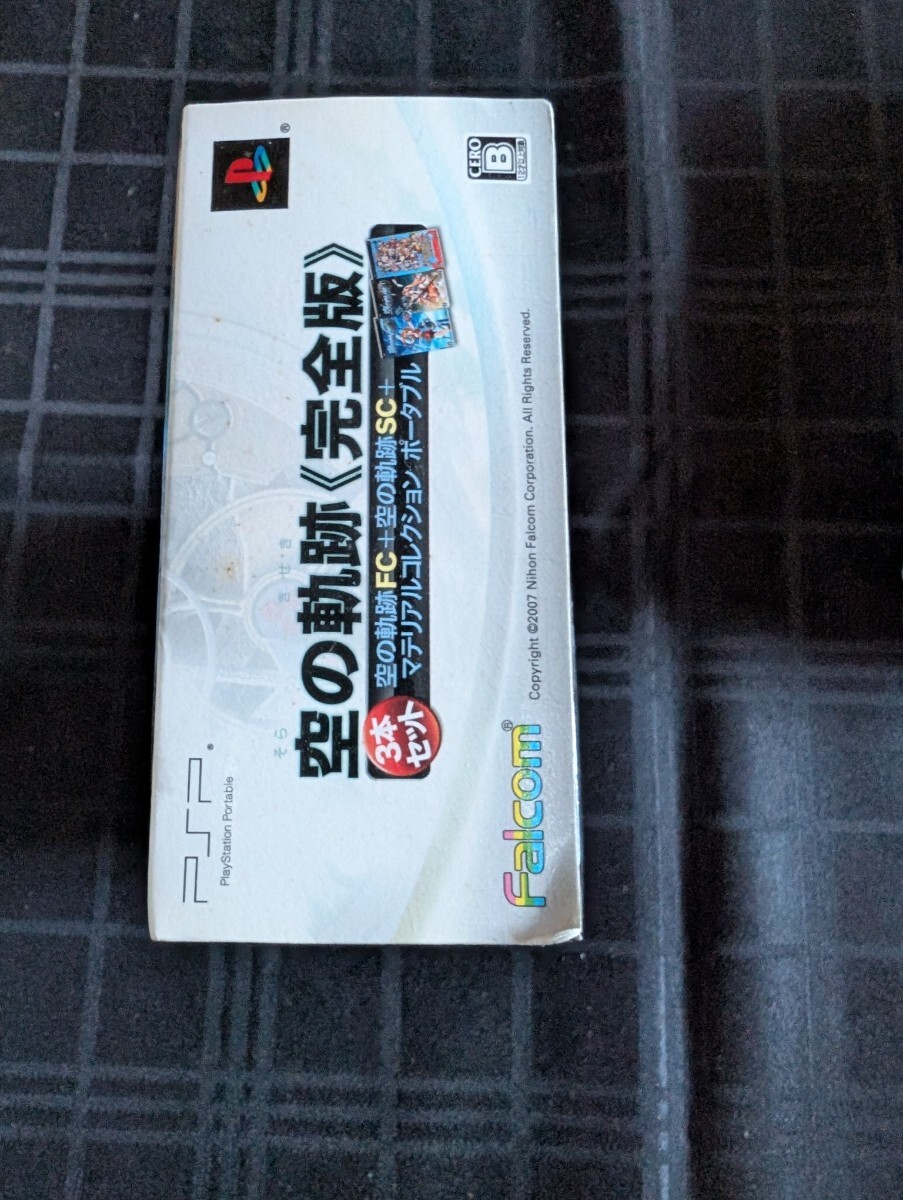 PSP®
PlayStation Portable
®
そら きせき
空の軌跡《完全版》
3本
セット
空の軌跡FC+空の軌跡SC+
マテリアルコレクション ポータブル
Falcom®
Copyright ©2007 Nihon Falcom Corporation. All Rights Reserved.
CERO
B